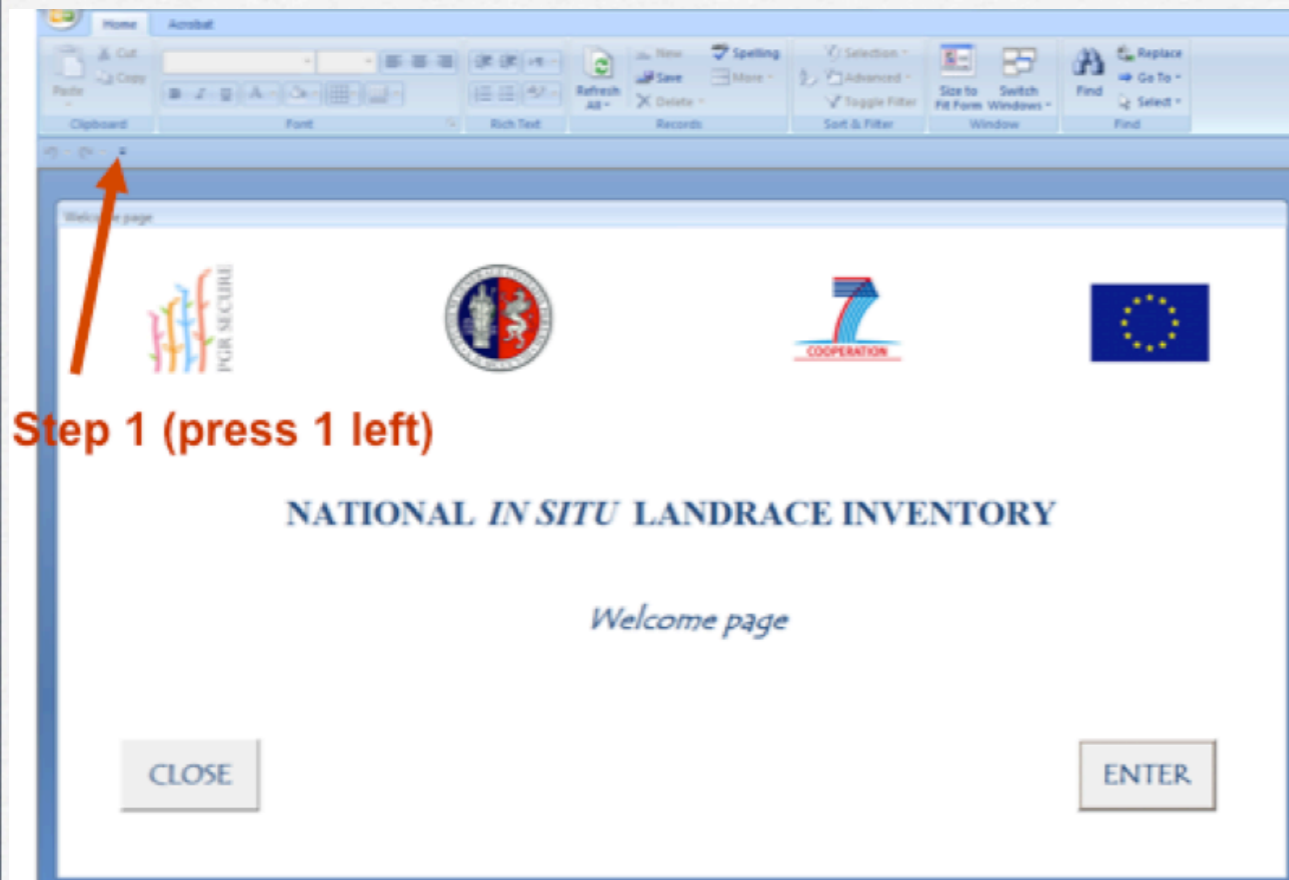 Home Acrobat
Cut
Copy
Paste
Clipboard
Font
Rich Text
Refresh All
New
Save
Delete
Spelling
More
Records
Selection
Advanced
Toggle Filter
Sort & Filter
Size to Fit Form
Switch Windows
Window
Find
Replace
Go To
Select
Find
Welcome page
PGR SECURE
7
COOPERATION
Step 1 (press 1 left)
NATIONAL IN SITU LANDRACE INVENTORY
Welcome page
CLOSE
ENTER